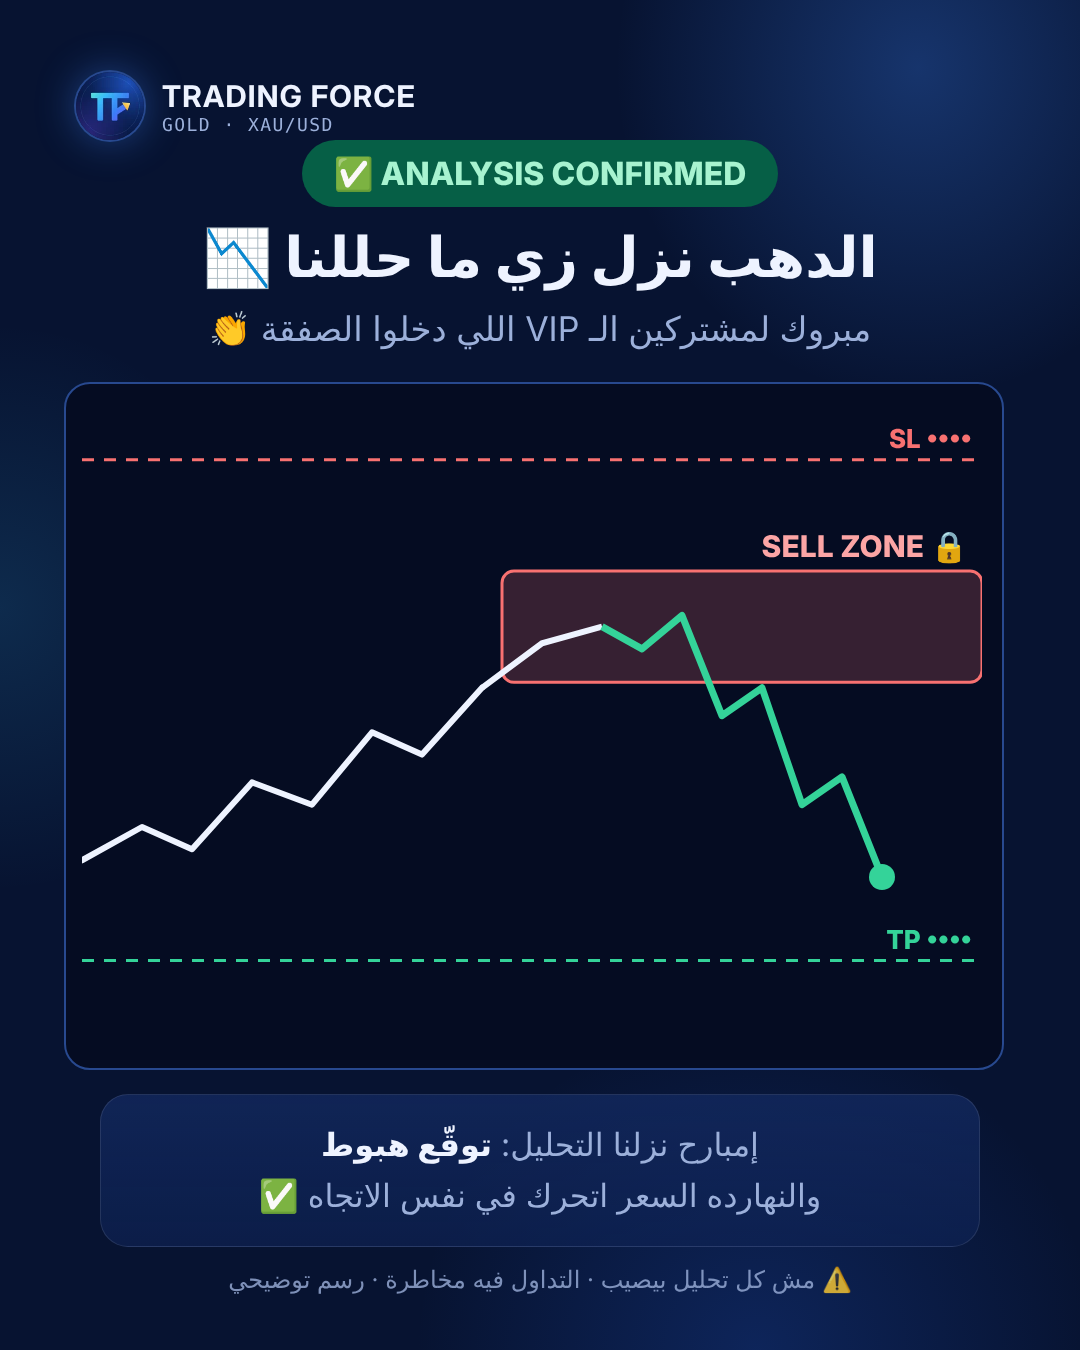 TF
TRADING FORCE
GOLD · XAU/USD
✅ ANALYSIS CONFIRMED
الدهب نزل زي ما حللنا 📉
مبروك لمشتركين الـ VIP اللي دخلوا الصفقة 👏
SL ••••
SELL ZONE 🔒
TP ••••
إمبارح نزلنا التحليل: توقّع هبوط
والنهارده السعر اتحرك في نفس الاتجاه ✅
⚠️ مش كل تحليل بيصيب · التداول فيه مخاطرة · رسم توضيحي